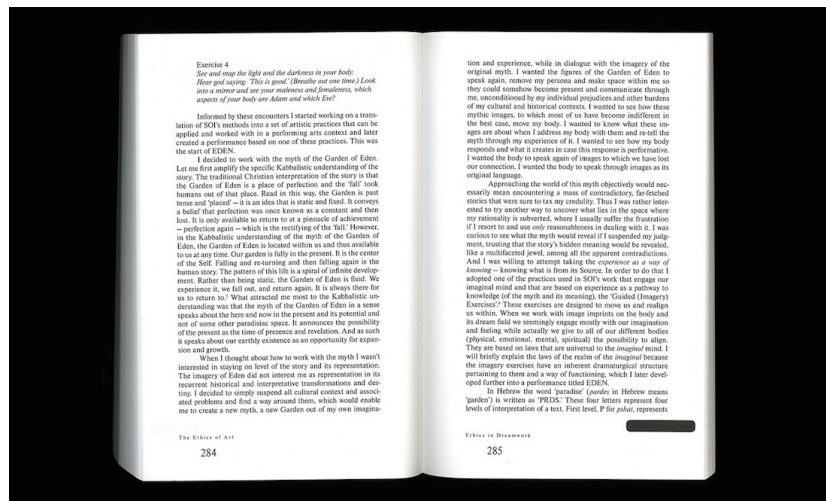 Exercise 4
See and map the light and the darkness in your body.
Hear god saying: 'This is good.' (Breathe out one time.) Look
into a mirror and see your maleness and femaleness, which
aspects of your body are Adam and which Eve?
Informed by these encounters I started working on a trans-
lation of SOI's methods into a set of artistic practices that can be
applied and worked with in a performing arts context and later
created a performance based on one of these practices. This was
the start of EDEN.
I decided to work with the myth of the Garden of Eden.
Let me first amplify the specific Kabbalistic understanding of the
story. The traditional Christian interpretation of the story is that
the Garden of Eden is a place of perfection and the 'fall' took
humans out of that place. Read in this way, the Garden is past
tense and 'placed' – it is an idea that is static and fixed. It conveys
a belief that perfection was once known as a constant and then
lost. It is only available to return to at a pinnacle of achievement
– perfection again – which is the rectifying of the 'fall.' However,
in the Kabbalistic understanding of the myth of the Garden of
Eden, the Garden of Eden is located within us and thus available
to us at any time. Our garden is fully in the present. It is the center
of the Self. Falling and re-turning and then falling again is the
human story. The pattern of this life is a spiral of infinite develop-
ment. Rather than being static, the Garden of Eden is fluid. We
experience it, we fall out, and return again. It is always there for
us to return to.⁵ What attracted me most to the Kabbalistic un-
derstanding was that the myth of the Garden of Eden in a sense
speaks about the here and now in the present and its potential and
not of some other paradisiac space. It announces the possibility
of the present as the time of presence and revelation. And as such
it speaks about our earthly existence as an opportunity for expan-
sion and growth.
When I thought about how to work with the myth I wasn't
interested in staying on level of the story and its representation.
The imagery of Eden did not interest me as representation in its
recurrent historical and interpretative transformations and des-
tiny. I decided to simply suspend all cultural context and associ-
ated problems and find a way around them, which would enable
me to create a new myth, a new Garden out of my own imagina-
The Ethics of Art
284
tion and experience, while in dialogue with the imagery of the
original myth. I wanted the figures of the Garden of Eden to
speak again, remove my persona and make space within me so
they could somehow become present and communicate through
me, unconditioned by my individual prejudices and other burdens
of my cultural and historical contexts. I wanted to see how these
mythic images, to which most of us have become indifferent in
the best case, move my body. I wanted to know what these im-
ages are about when I address my body with them and re-tell the
myth through my experience of it. I wanted to see how my body
responds and what it creates in case this response is performative.
I wanted the body to speak again of images to which we have lost
our connection. I wanted the body to speak through images as its
original language.
Approaching the world of this myth objectively would nec-
essarily mean encountering a mass of contradictory, far-fetched
stories that were sure to tax my credulity. Thus I was rather inter-
ested to try another way to uncover what lies in the space where
my rationality is subverted, where I usually suffer the frustration
if I resort to and use only reasonableness in dealing with it. I was
curious to see what the myth would reveal if I suspended my judg-
ment, trusting that the story's hidden meaning would be revealed,
like a multifaceted jewel, among all the apparent contradictions.
And I was willing to attempt taking the experience as a way of
knowing – knowing what is from its Source. In order to do that I
adopted one of the practices used in SOI's work that engage our
imaginal mind and that are based on experience as a pathway to
knowledge (of the myth and its meaning), the 'Guided (Imagery)
Exercises'.⁶ These exercises are designed to move us and realign
us within. When we work with image imprints on the body and
its dream field we seemingly engage mostly with our imagination
and feeling while actually we give to all of our different bodies
(physical, emotional, mental, spiritual) the possibility to align.
They are based on laws that are universal to the imaginal mind. I
will briefly explain the laws of the realm of the imaginal because
the imagery exercises have an inherent dramaturgical structure
pertaining to them and a way of functioning, which I later devel-
oped further into a performance titled EDEN.
In Hebrew the word 'paradise' (pardes in Hebrew means
'garden') is written as 'PRDS.' These four letters represent four
levels of interpretation of a text. First level, P for pshat, represents
Ethics in Dreamwork
285